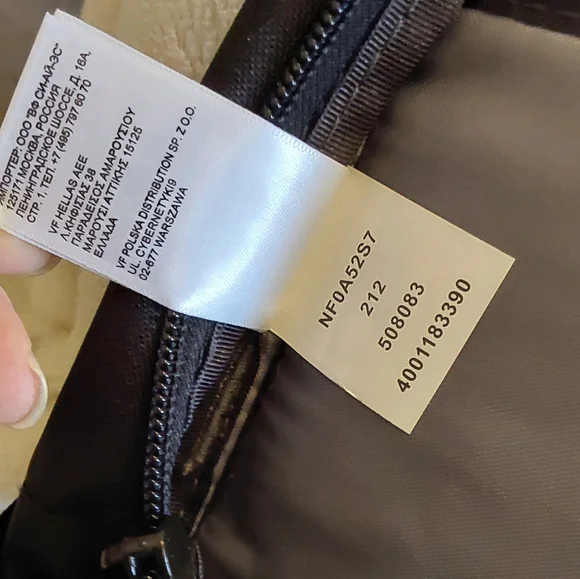 ИМПОРТЕР: ООО "ВФ СИ-АЙ-ЭС"
125171 МОСКВА, РОССИЯ
ЛЕНИНГРАДСКОЕ ШОССЕ, Д. 16А,
СТР. 1. ТЕЛ. +7 (495) 797 60 70
VF HELLAS AEE
Λ.ΚΗΦΙΣΙΑΣ 38
ΠΑΡΑΔΕΙΣΟΣ ΑΜΑΡΟΥΣΙΟΥ
ΜΑΡΟΥΣΙ ΑΤΤΙΚΗΣ 15125
ΕΛΛΑΔΑ
VF POLSKA DISTRIBUTION SP. Z O.O.
UL. CYBERNETYKI9
02-677 WARSZAWA
NF0A52S7
212
508083
4001183390